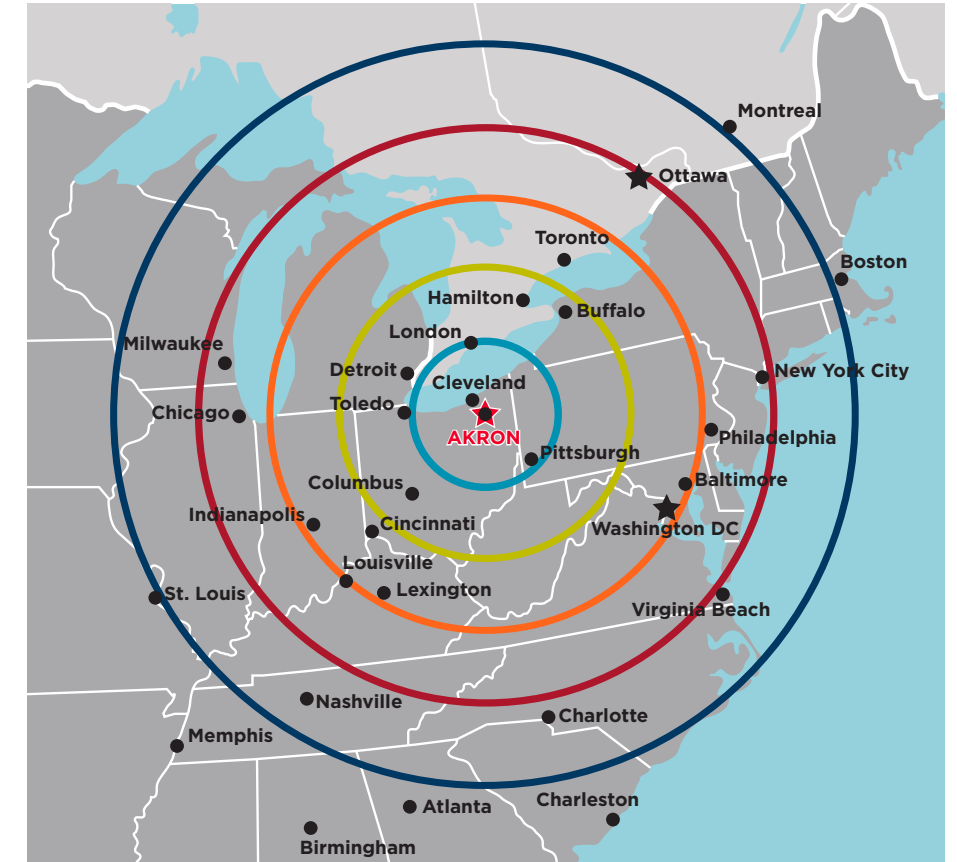 Montreal
Ottawa
Toronto
Boston
Hamilton
Buffalo
London
Milwaukee
Detroit
New York City
Cleveland
Toledo
Chicago
AKRON
Philadelphia
Pittsburgh
Baltimore
Columbus
Indianapolis
Cincinnati
Washington DC
Louisville
Lexington
St. Louis
Virginia Beach
Nashville
Charlotte
Memphis
Charleston
Atlanta
Birmingham